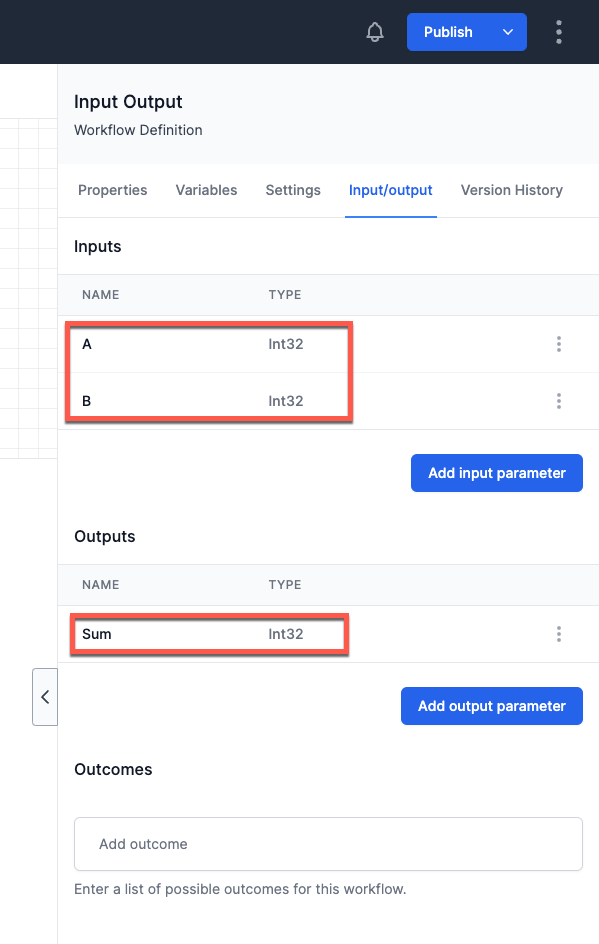 Publish
Input Output
Workflow Definition
Properties Variables Settings Input/output Version History
Inputs
NAME TYPE
A Int32
B Int32
Add input parameter
Outputs
NAME TYPE
Sum Int32
Add output parameter
Outcomes
Add outcome
Enter a list of possible outcomes for this workflow.